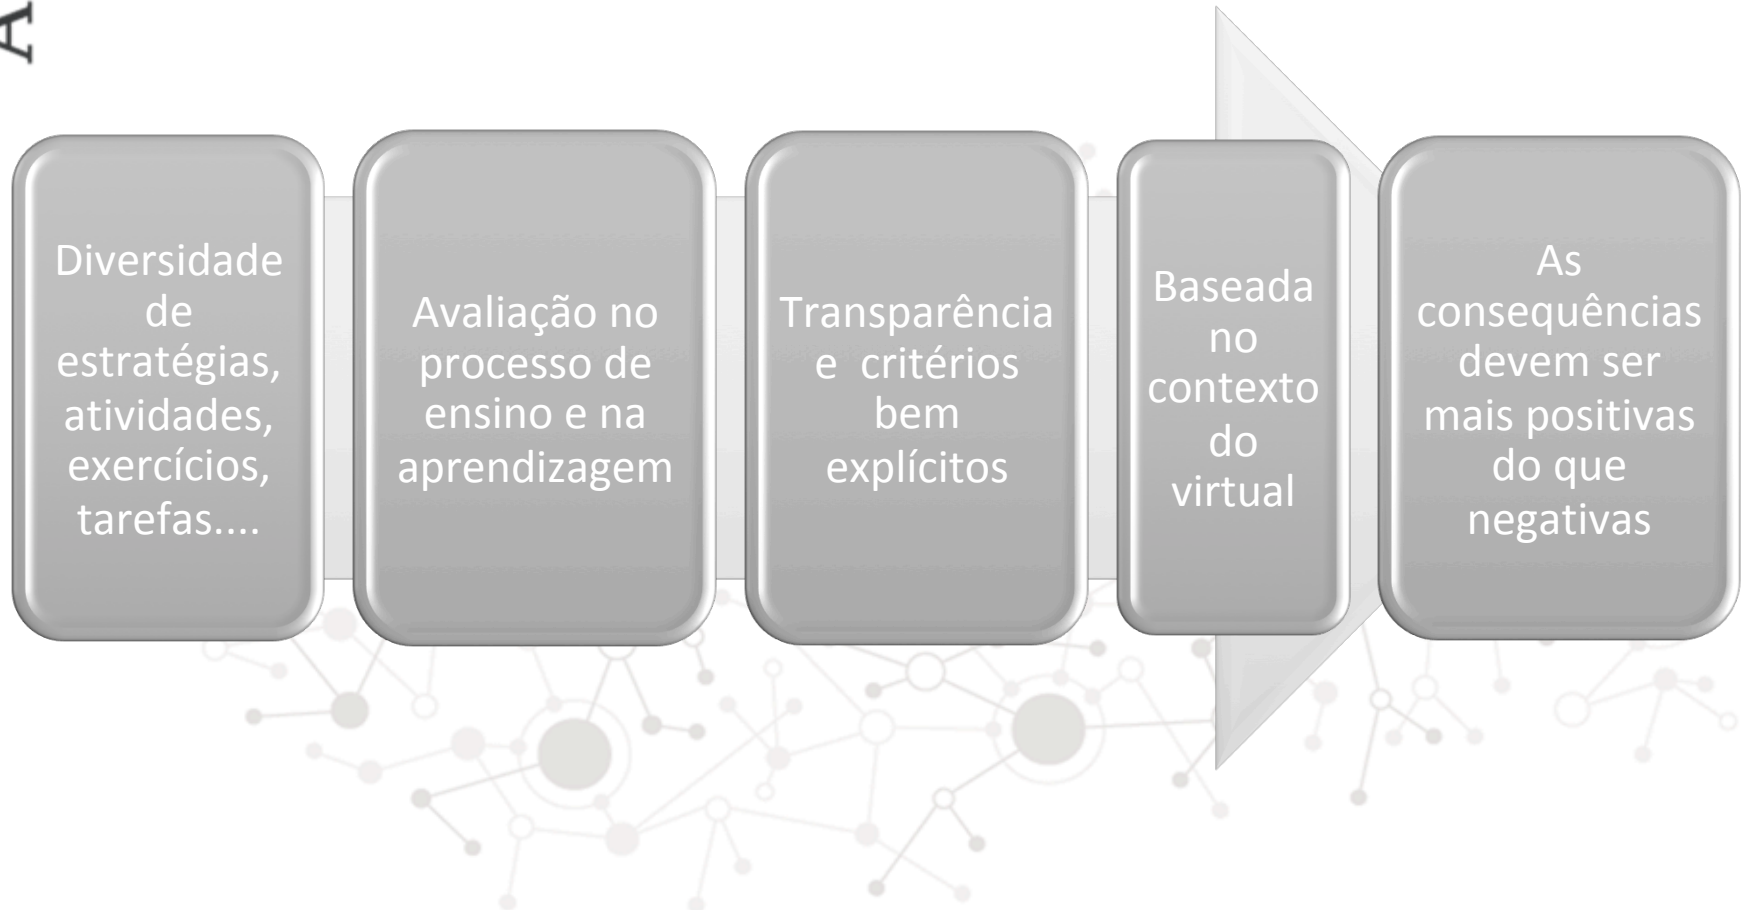 A
Diversidade
de
estratégias,
atividades,
exercícios,
tarefas....
Avaliação no
processo de
ensino e na
aprendizagem
Transparência
e  critérios
bem
explícitos
Baseada
no
contexto
do
virtual
As
consequências
devem ser
mais positivas
do que
negativas